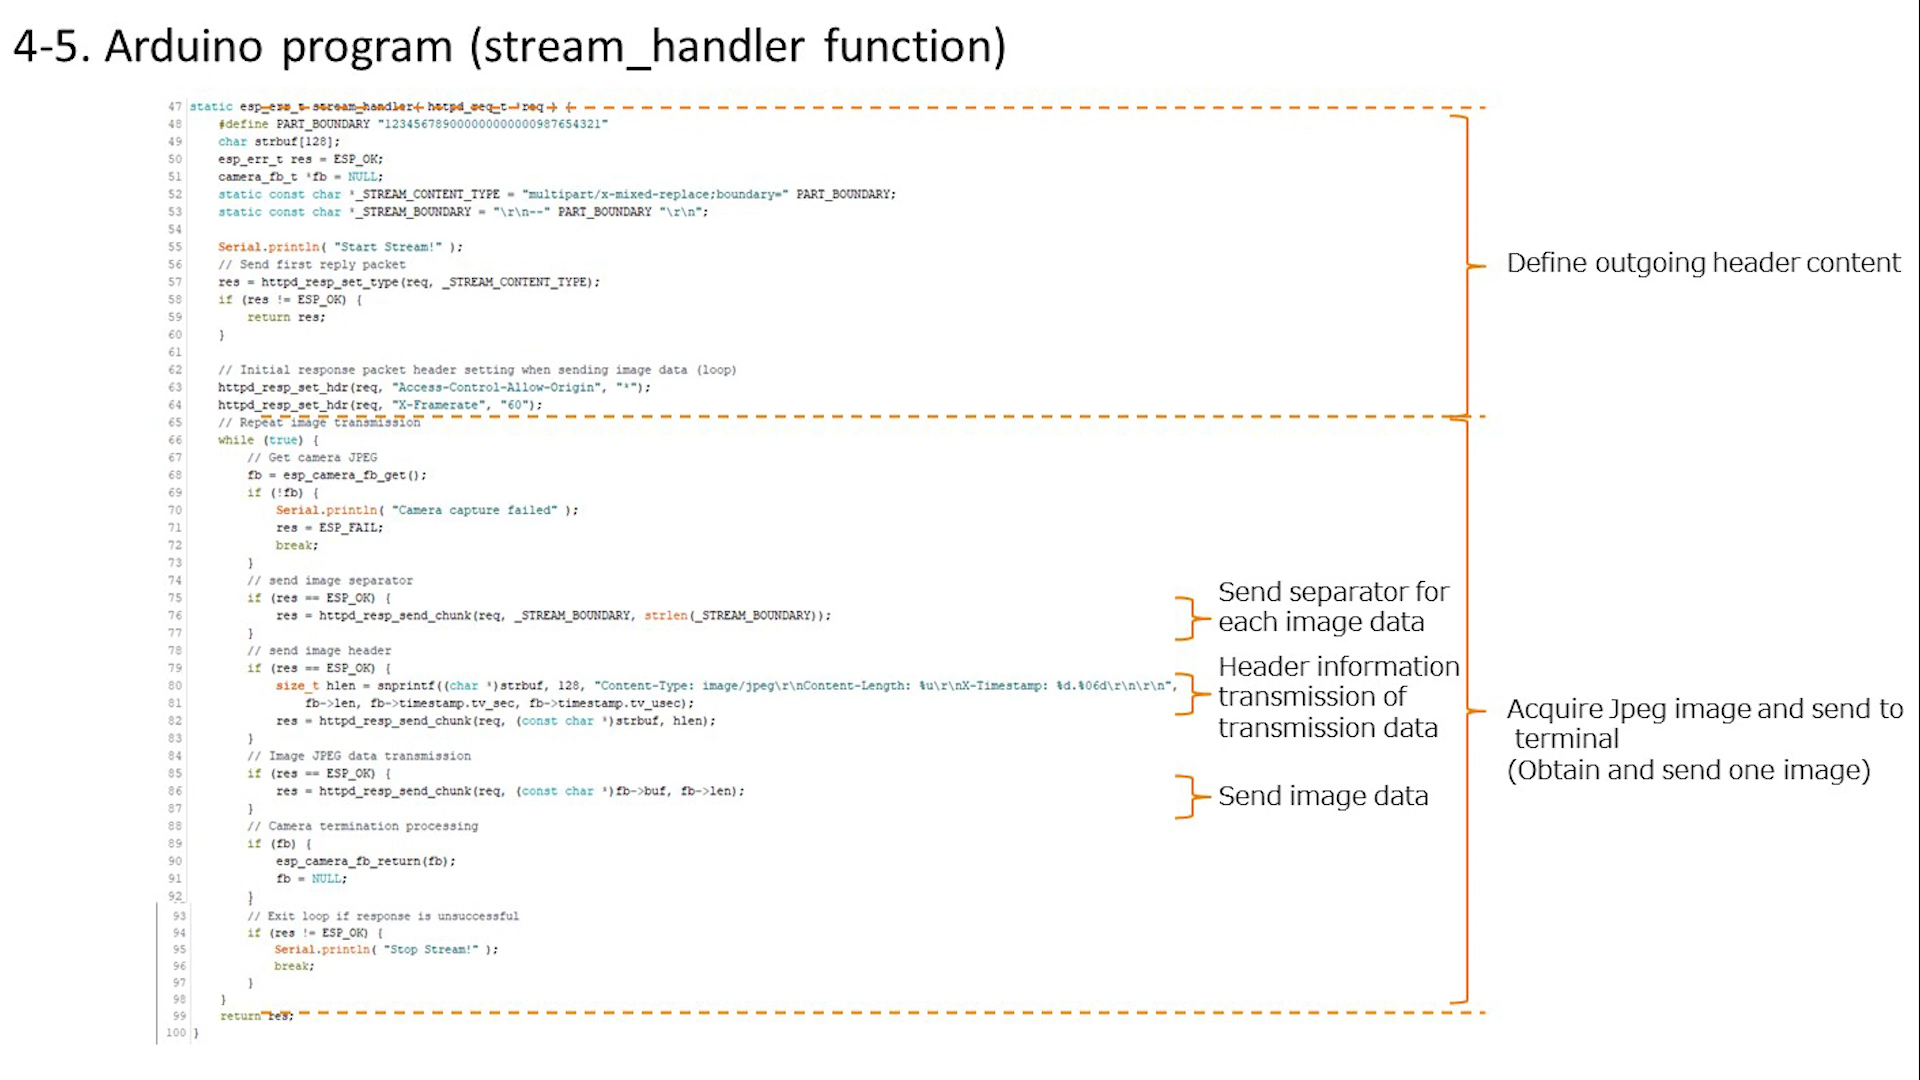 4-5. Arduino program (stream_handler function)
47 static esp_err_t stream_handler( httpd_req_t *req ) {
48 #define PART_BOUNDARY "123456789000000000000987654321"
49 char strbuf[128];
50 esp_err_t res = ESP_OK;
51 camera_fb_t *fb = NULL;
52 static const char *_STREAM_CONTENT_TYPE = "multipart/x-mixed-replace;boundary=" PART_BOUNDARY;
53 static const char *_STREAM_BOUNDARY = "\r\n--" PART_BOUNDARY "\r\n";
54
55 Serial.println( "Start Stream!" );
56 // Send first reply packet
57 res = httpd_resp_set_type(req, _STREAM_CONTENT_TYPE);
58 if (res != ESP_OK) {
59 return res;
60 }
61
62 // Initial response packet header setting when sending image data (loop)
63 httpd_resp_set_hdr(req, "Access-Control-Allow-Origin", "*");
64 httpd_resp_set_hdr(req, "X-Framerate", "60");
Define outgoing header content
65 // Repeat image transmission
66 while (true) {
67 // Get camera JPEG
68 fb = esp_camera_fb_get();
69 if (!fb) {
70 Serial.println( "Camera capture failed" );
71 res = ESP_FAIL;
72 break;
73 }
74 // send image separator
75 if (res == ESP_OK) {
76 res = httpd_resp_send_chunk(req, _STREAM_BOUNDARY, strlen(_STREAM_BOUNDARY));
77 }
Send separator for
each image data
78 // send image header
79 if (res == ESP_OK) {
80 size_t hlen = snprintf((char *)strbuf, 128, "Content-Type: image/jpeg\r\nContent-Length: %u\r\nX-Timestamp: %d.%06d\r\n\r\n",
81 fb->len, fb->timestamp.tv_sec, fb->timestamp.tv_usec);
82 res = httpd_resp_send_chunk(req, (const char *)strbuf, hlen);
83 }
Header information
transmission of
transmission data
84 // Image JPEG data transmission
85 if (res == ESP_OK) {
86 res = httpd_resp_send_chunk(req, (const char *)fb->buf, fb->len);
87 }
Send image data
88 // Camera termination processing
89 if (fb) {
90 esp_camera_fb_return(fb);
91 fb = NULL;
92 }
93 // Exit loop if response is unsuccessful
94 if (res != ESP_OK) {
95 Serial.println( "Stop Stream!" );
96 break;
97 }
98 }
Acquire Jpeg image and send to
terminal
(Obtain and send one image)
99 return res;
100 }